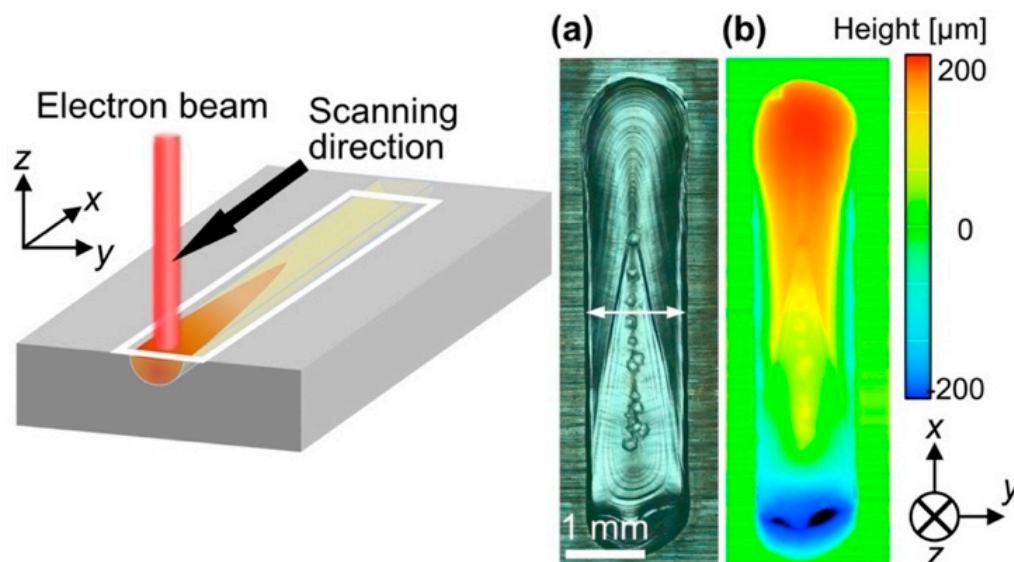 (a)
(b)
Height [µm]
Electron beam
Scanning
direction
z
x
y
200
0
-200
1 mm
x
y
z